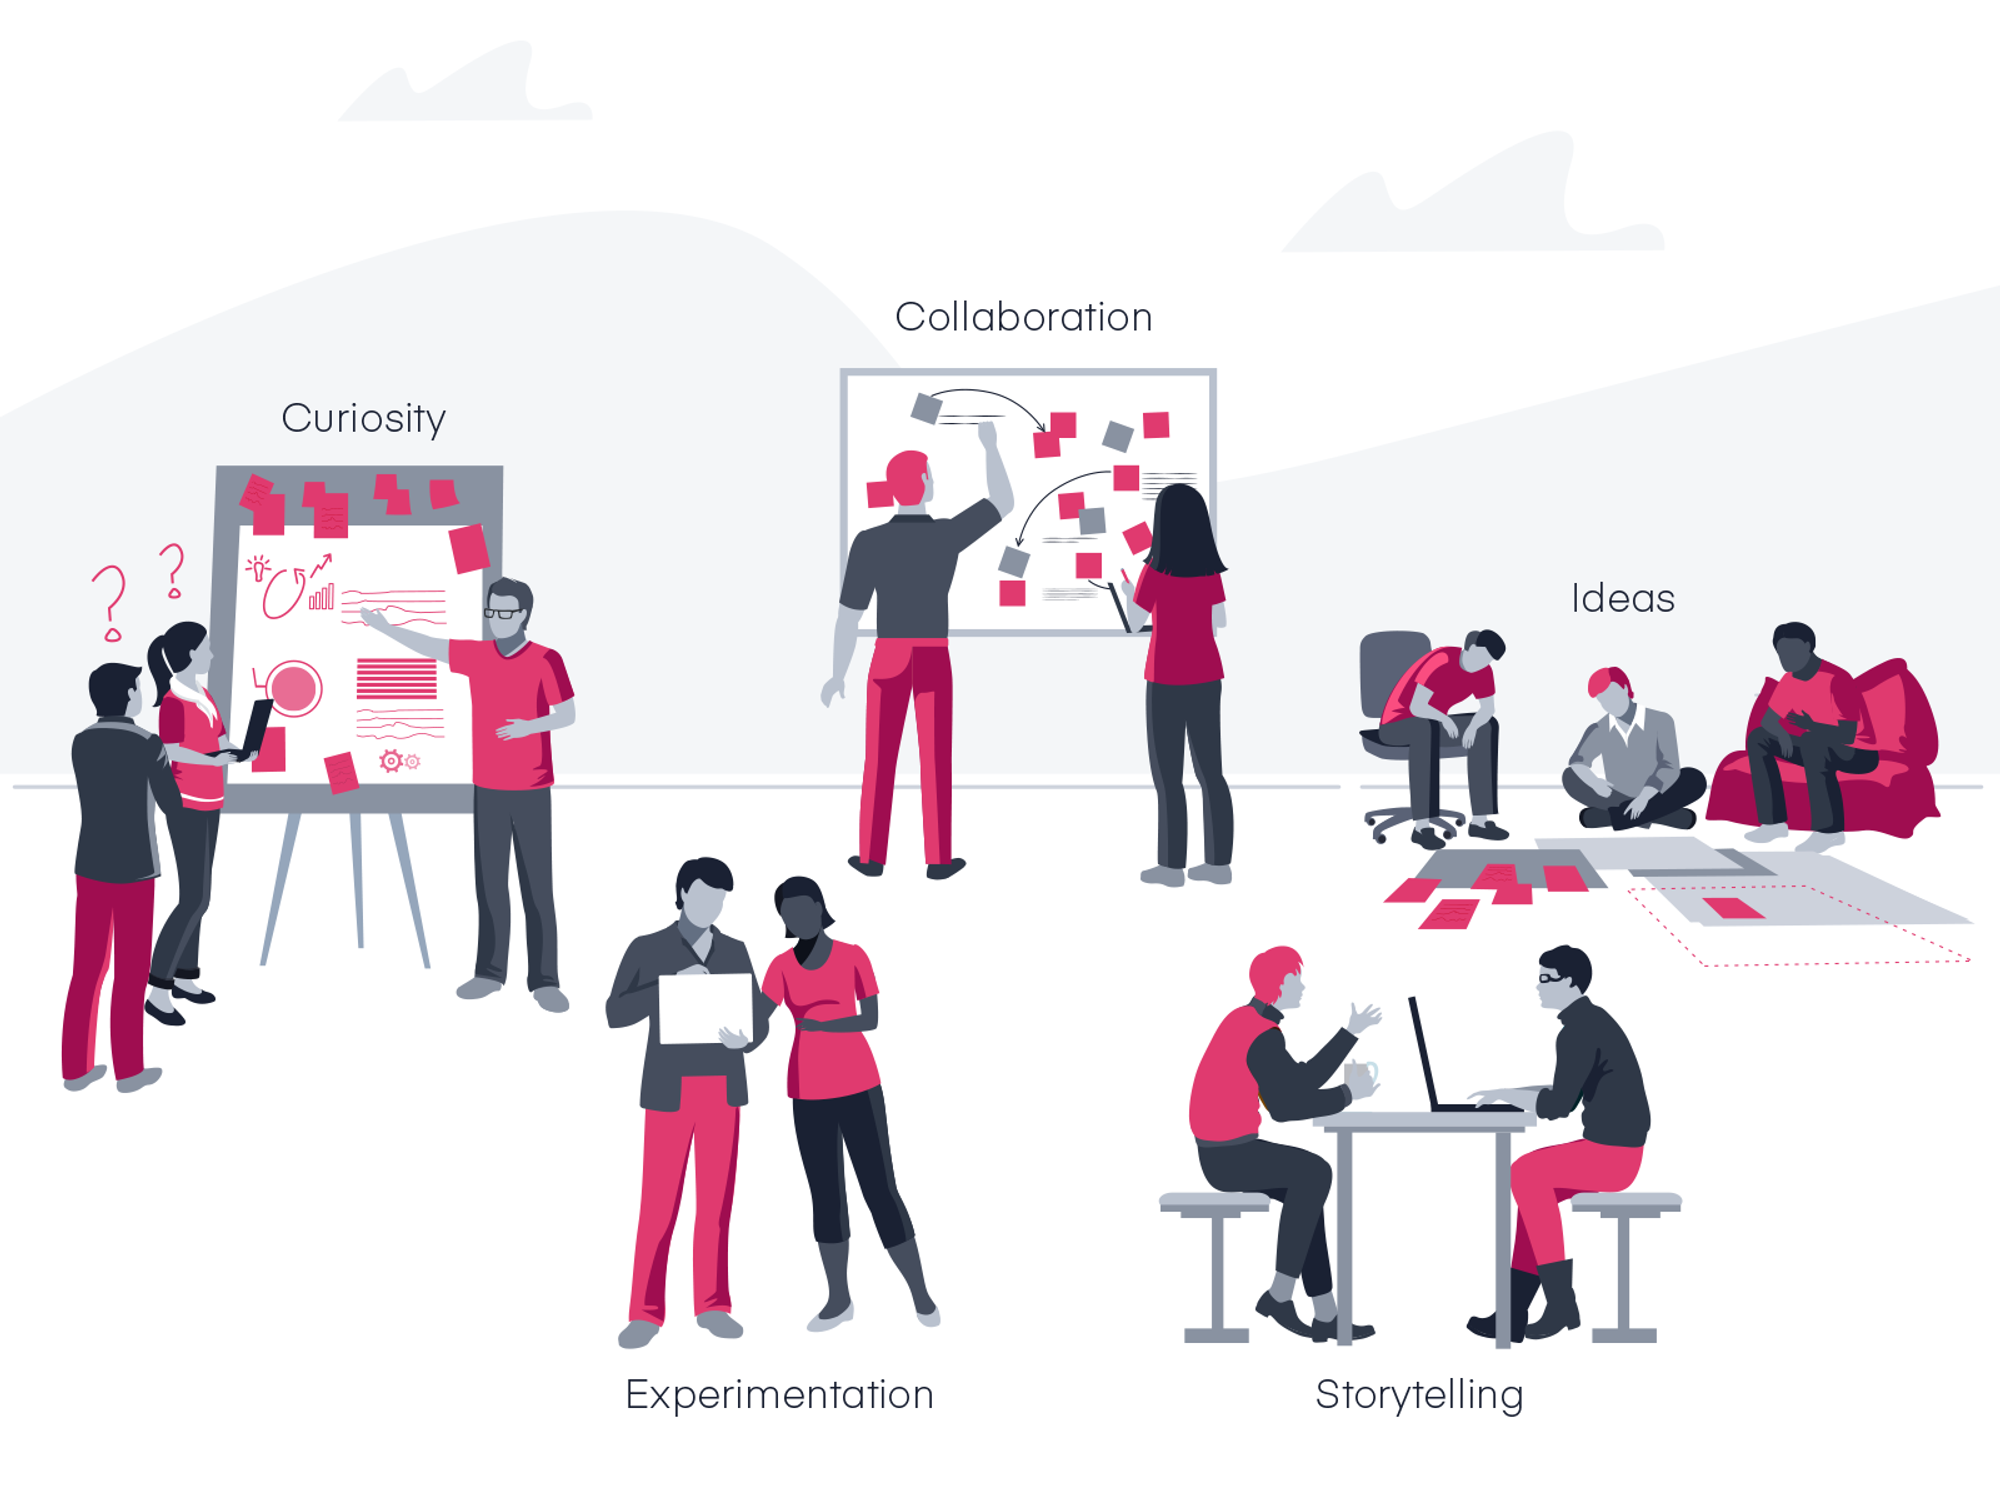 Collaboration
Curiosity
? ?
Ideas
Experimentation
Storytelling